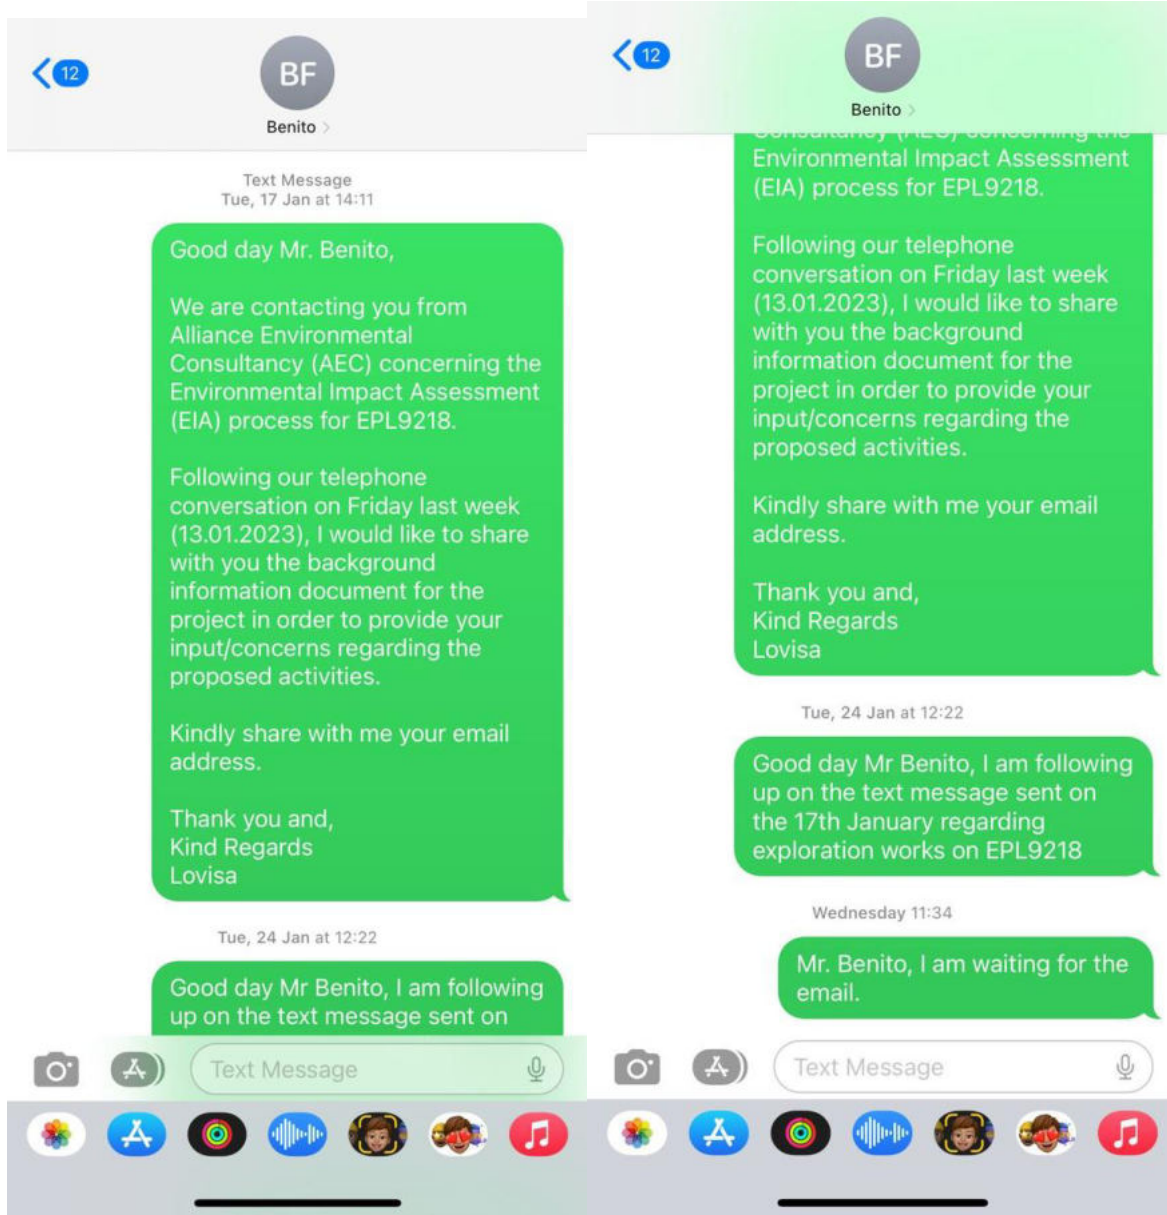 12
BF
Benito >
Text Message
Tue, 17 Jan at 14:11
Good day Mr. Benito,
We are contacting you from
Alliance Environmental
Consultancy (AEC) concerning the
Environmental Impact Assessment
(EIA) process for EPL9218.
Following our telephone
conversation on Friday last week
(13.01.2023), I would like to share
with you the background
information document for the
project in order to provide your
input/concerns regarding the
proposed activities.
Kindly share with me your email
address.
Thank you and,
Kind Regards
Lovisa
Tue, 24 Jan at 12:22
Good day Mr Benito, I am following
up on the text message sent on
Text Message
12
BF
Benito >
Consultancy (AEC) concerning the
Environmental Impact Assessment
(EIA) process for EPL9218.
Following our telephone
conversation on Friday last week
(13.01.2023), I would like to share
with you the background
information document for the
project in order to provide your
input/concerns regarding the
proposed activities.
Kindly share with me your email
address.
Thank you and,
Kind Regards
Lovisa
Tue, 24 Jan at 12:22
Good day Mr Benito, I am following
up on the text message sent on
the 17th January regarding
exploration works on EPL9218
Wednesday 11:34
Mr. Benito, I am waiting for the
email.
Text Message